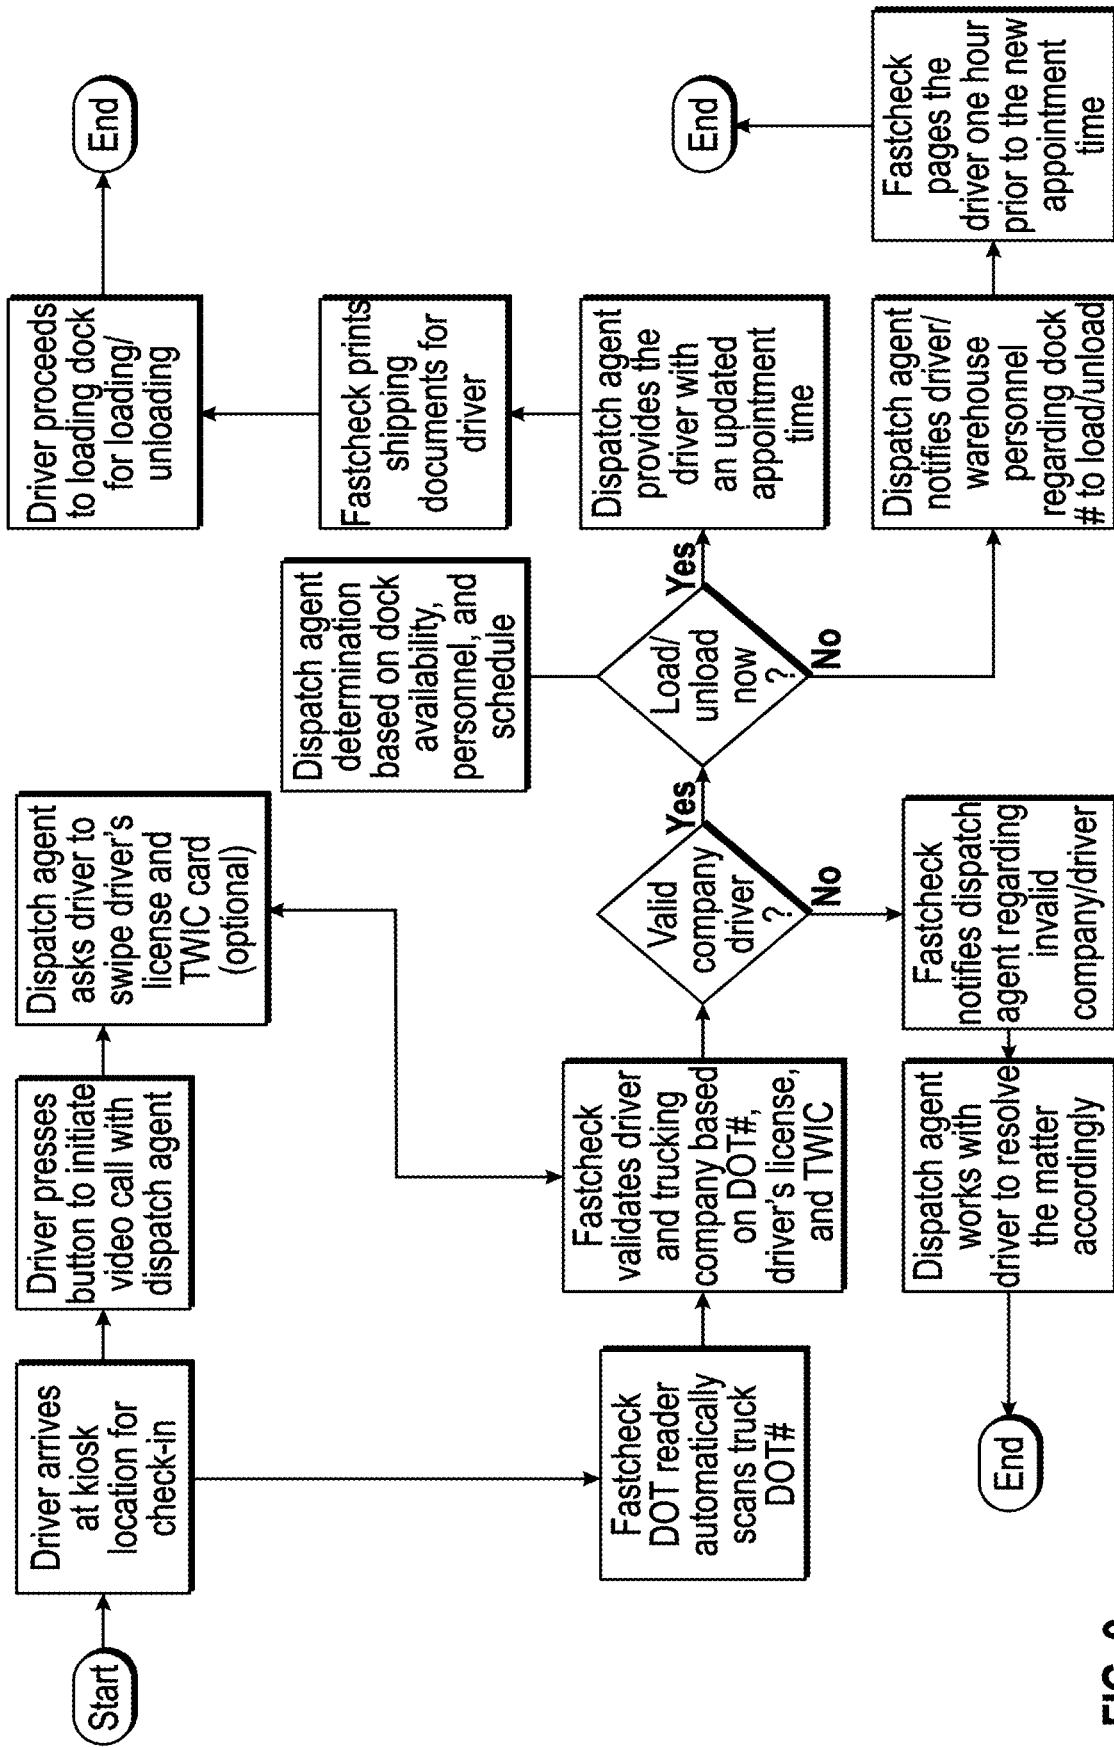 Start
Driver arrives
at kiosk
location for
check-in
Driver presses
button to initiate
video call with
dispatch agent
Dispatch agent
asks driver to
swipe driver's
license and
TWIC card
(optional)
Dispatch agent
determination
based on dock
availability,
personnel, and
schedule
Driver proceeds
to loading dock
for loading/
unloading
End
Fastcheck prints
shipping
documents for
driver
Fastcheck
DOT reader
automatically
scans truck
DOT#
Fastcheck
validates driver
and trucking
company based
on DOT#,
driver's license,
and TWIC
Valid
company
driver
?
Yes
No
Load/
unload
now
?
Yes
No
Dispatch agent
provides the
driver with
an updated
appointment
time
End
End
Dispatch agent
works with
driver to resolve
the matter
accordingly
Fastcheck
notifies dispatch
agent regarding
invalid
company/driver
Dispatch agent
notifies driver/
warehouse
personnel
regarding dock
# to load/unload
Fastcheck
pages the
driver one hour
prior to the new
appointment
time
FIG.